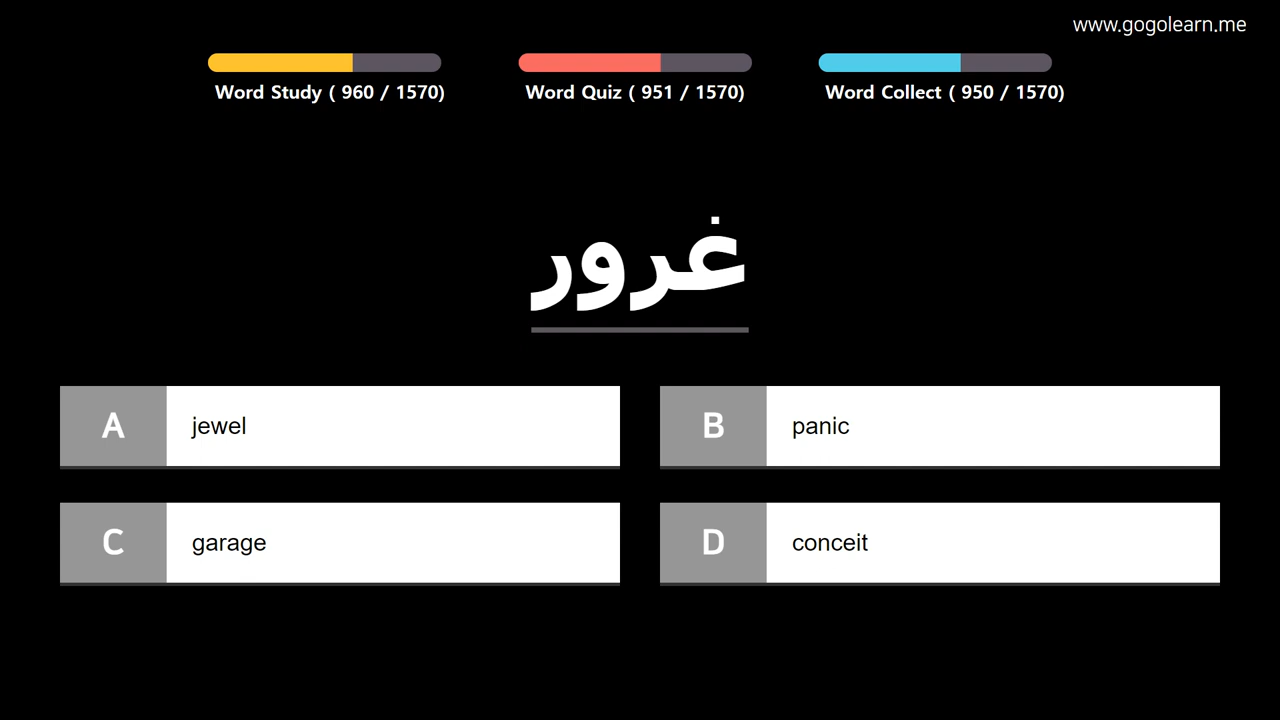 www.gogolearn.me
Word Study ( 960 / 1570)
Word Quiz ( 951 / 1570)
Word Collect ( 950 / 1570)
غرور
A jewel
B panic
C garage
D conceit